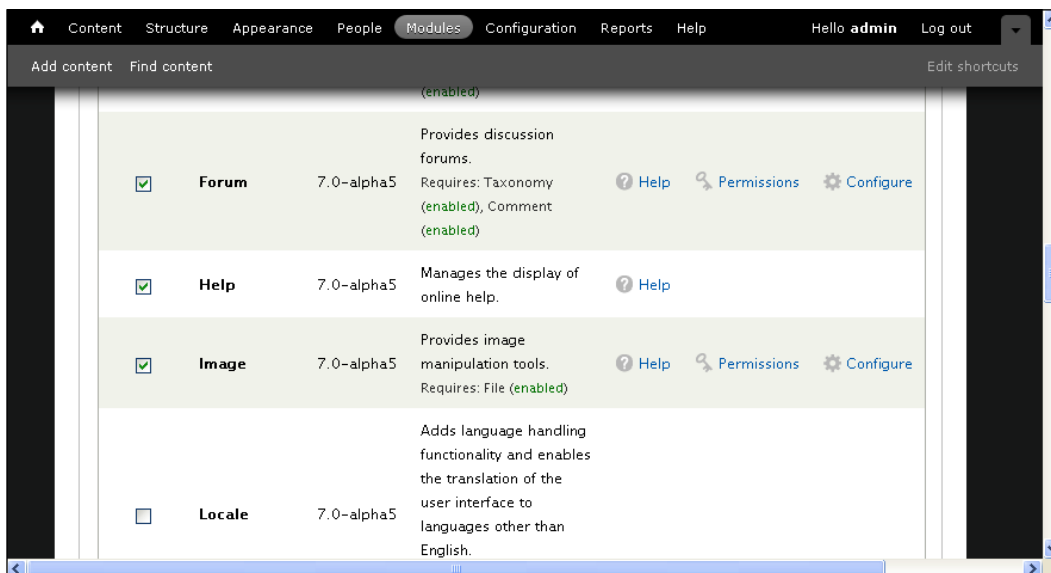 Content Structure Appearance People Modules Configuration Reports Help Hello admin Log out
Add content Find content Edit shortcuts
(enabled)
Provides discussion
forums.
Forum 7.0-alpha5 Requires: Taxonomy Help Permissions Configure
(enabled), Comment
(enabled)
Manages the display of
Help 7.0-alpha5 online help. Help
Provides image
Image 7.0-alpha5 manipulation tools. Help Permissions Configure
Requires: File (enabled)
Adds language handling
functionality and enables
the translation of the
user interface to
Locale 7.0-alpha5 languages other than
English.